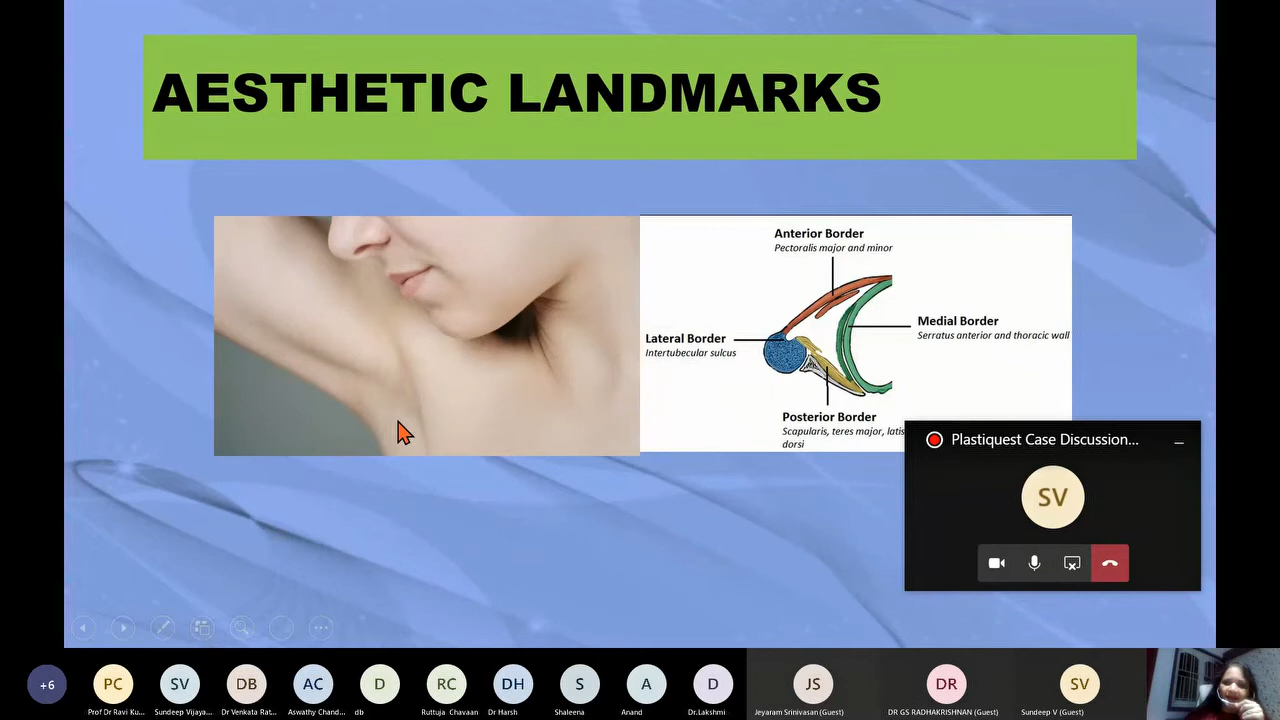 AESTHETIC LANDMARKS
Anterior Border
Pectoralis major and minor
Medial Border
Serratus anterior and thoracic wall
Lateral Border
Intertubecular sulcus
Posterior Border
Scapularis, teres major, latis
dorsi
Plastiquest Case Discussion...
SV
+6
PC
SV
DB
AC
D
RC
DH
S
A
D
JS
DR
SV
Prof Dr Ravi Ku...
Sundeep Vijaya...
Dr Venkata Rat...
Aswathy Chand...
db
Ruttuja Chavaan
Dr Harsh
Shaleena
Anand
Dr.Lakshmi
Jeyaram Srinivasan (Guest)
DR GS RADHAKRISHNAN (Guest)
Sundeep V (Guest)